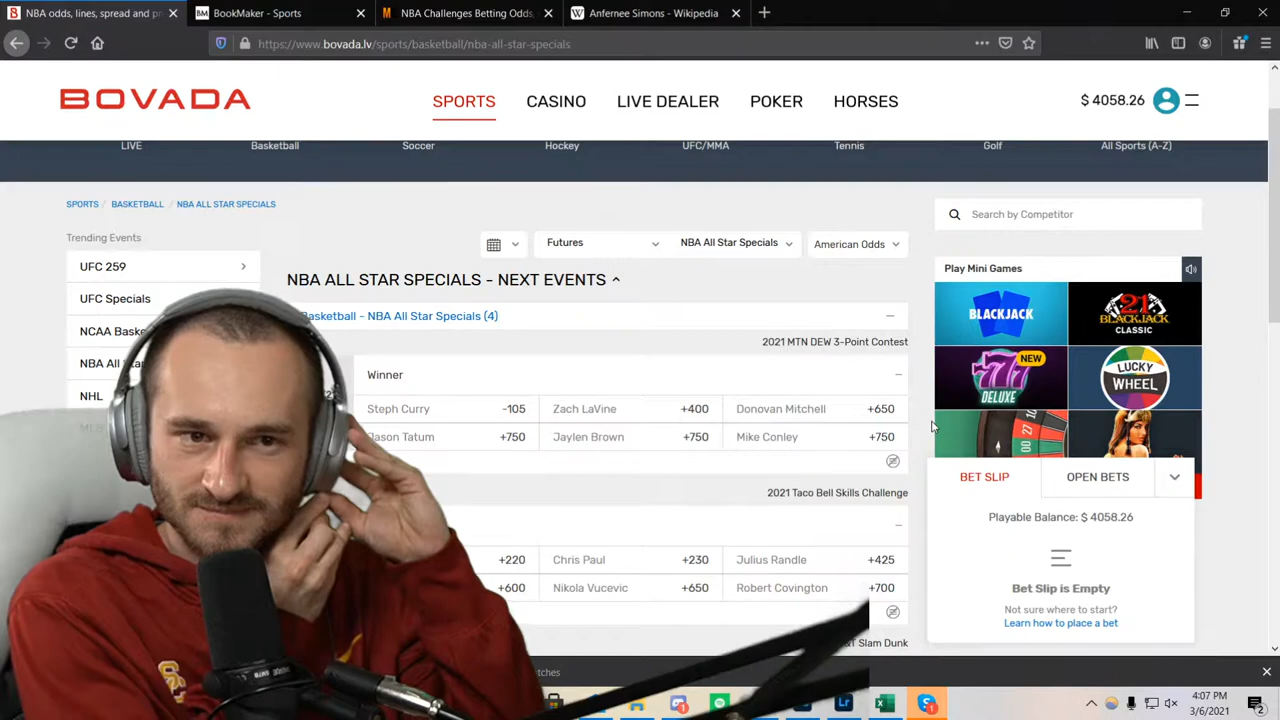 NBA odds, lines, spread and pr
BookMaker - Sports
NBA Challenges Betting Odds,
Anfernee Simons - Wikipedia
https://www.bovada.lv/sports/basketball/nba-all-star-specials
BOVADA
SPORTS CASINO LIVE DEALER POKER HORSES
$ 4058.26
LIVE Basketball Soccer Hockey UFC/MMA Tennis Golf All Sports (A-Z)
SPORTS / BASKETBALL / NBA ALL STAR SPECIALS
Search by Competitor
Trending Events
UFC 259
UFC Specials
NCAA Baske
NBA All
NHL
Futures
NBA All Star Specials
American Odds
NBA ALL STAR SPECIALS - NEXT EVENTS
Basketball - NBA All Star Specials (4)
2021 MTN DEW 3-Point Contest
Winner
Steph Curry -105 Zach LaVine +400 Donovan Mitchell +650
Jason Tatum +750 Jaylen Brown +750 Mike Conley +750
2021 Taco Bell Skills Challenge
+220 Chris Paul +230 Julius Randle +425
+600 Nikola Vucevic +650 Robert Covington +700
T Slam Dunk
Play Mini Games
BLACKJACK
21
BLACKJACK
CLASSIC
NEW
777
DELUXE
LUCKY
WHEEL
BET SLIP OPEN BETS
Playable Balance: $ 4058.26
Bet Slip is Empty
Not sure where to start?
Learn how to place a bet
SC
tches
4:07 PM
3/6/2021